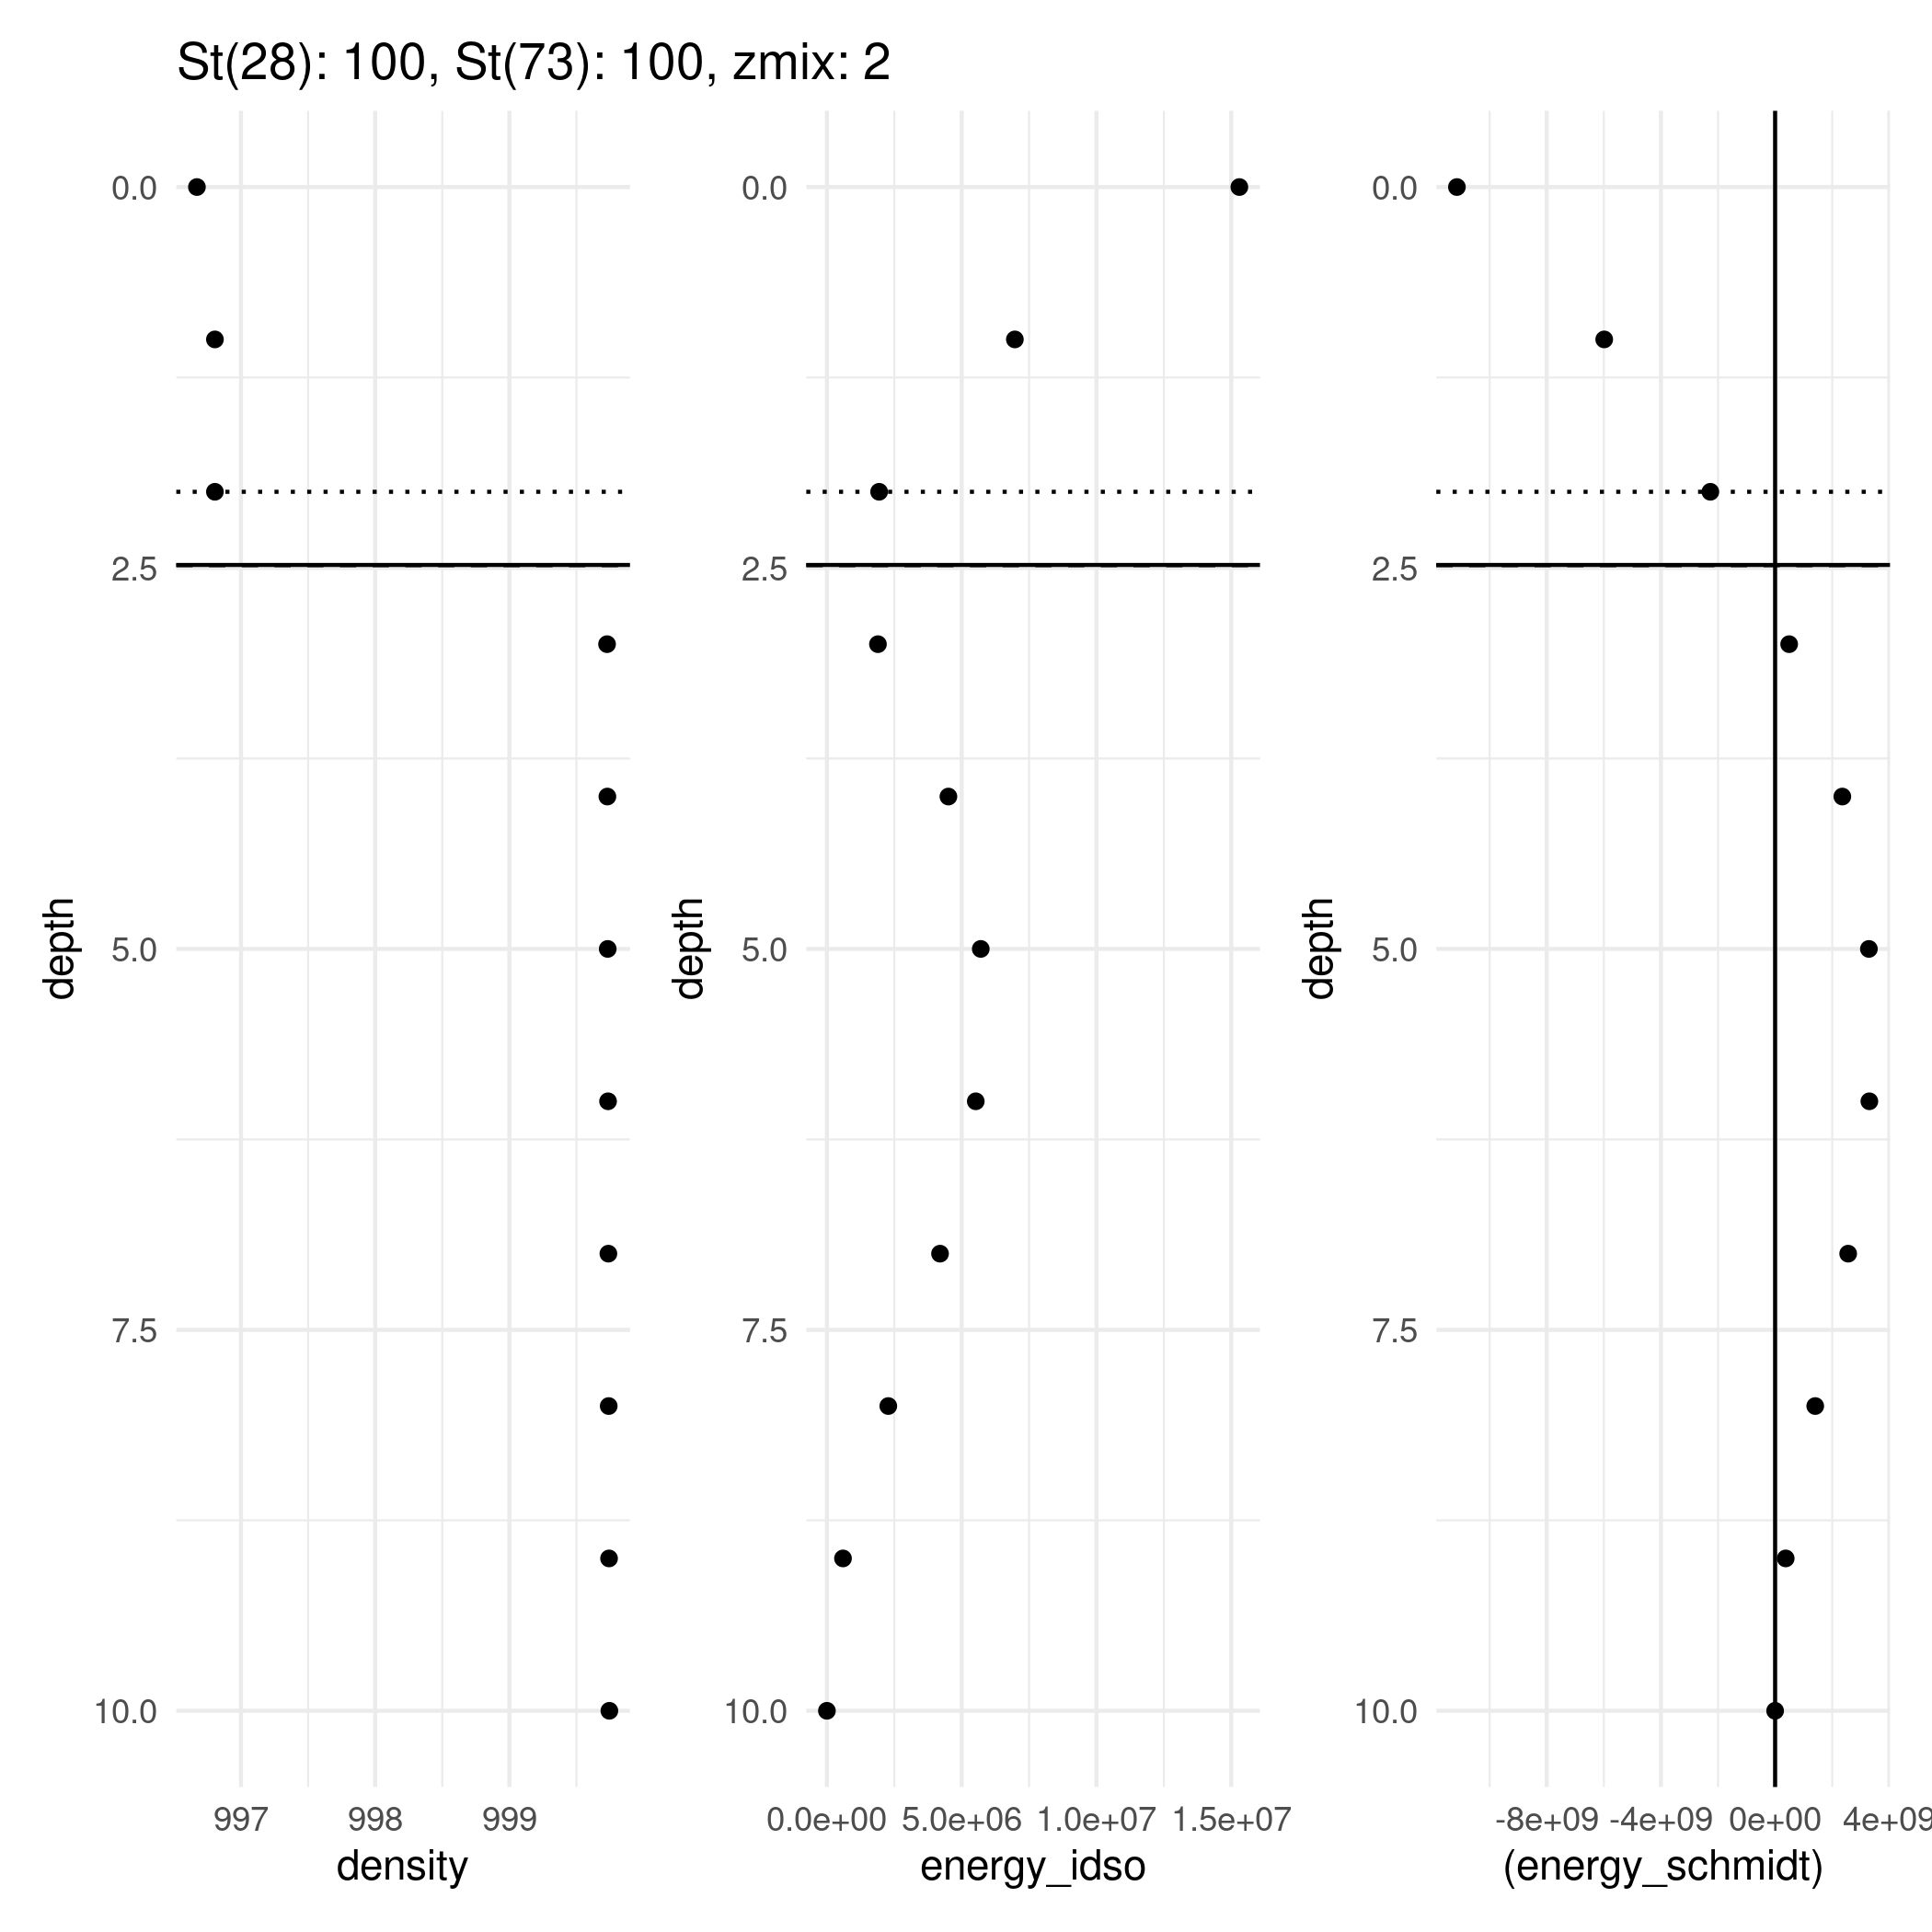 St(28): 100, St(73): 100, zmix: 2
depth
0.0
2.5
5.0
7.5
10.0
997 998 999
density
depth
0.0
2.5
5.0
7.5
10.0
0.0e+00 5.0e+06 1.0e+07 1.5e+07
energy_idso
depth
0.0
2.5
5.0
7.5
10.0
-8e+09 -4e+09 0e+00 4e+09
(energy_schmidt)